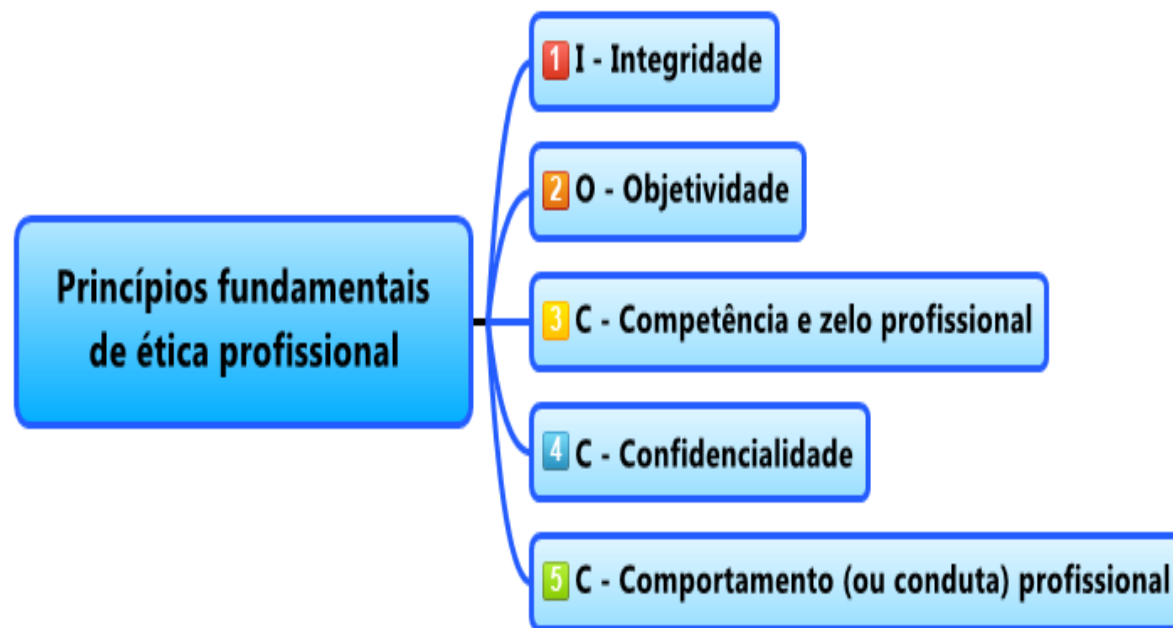 Princípios fundamentais
de ética profissional
1 I - Integridade
2 O - Objetividade
3 C - Competência e zelo profissional
4 C - Confidencialidade
5 C - Comportamento (ou conduta) profissional